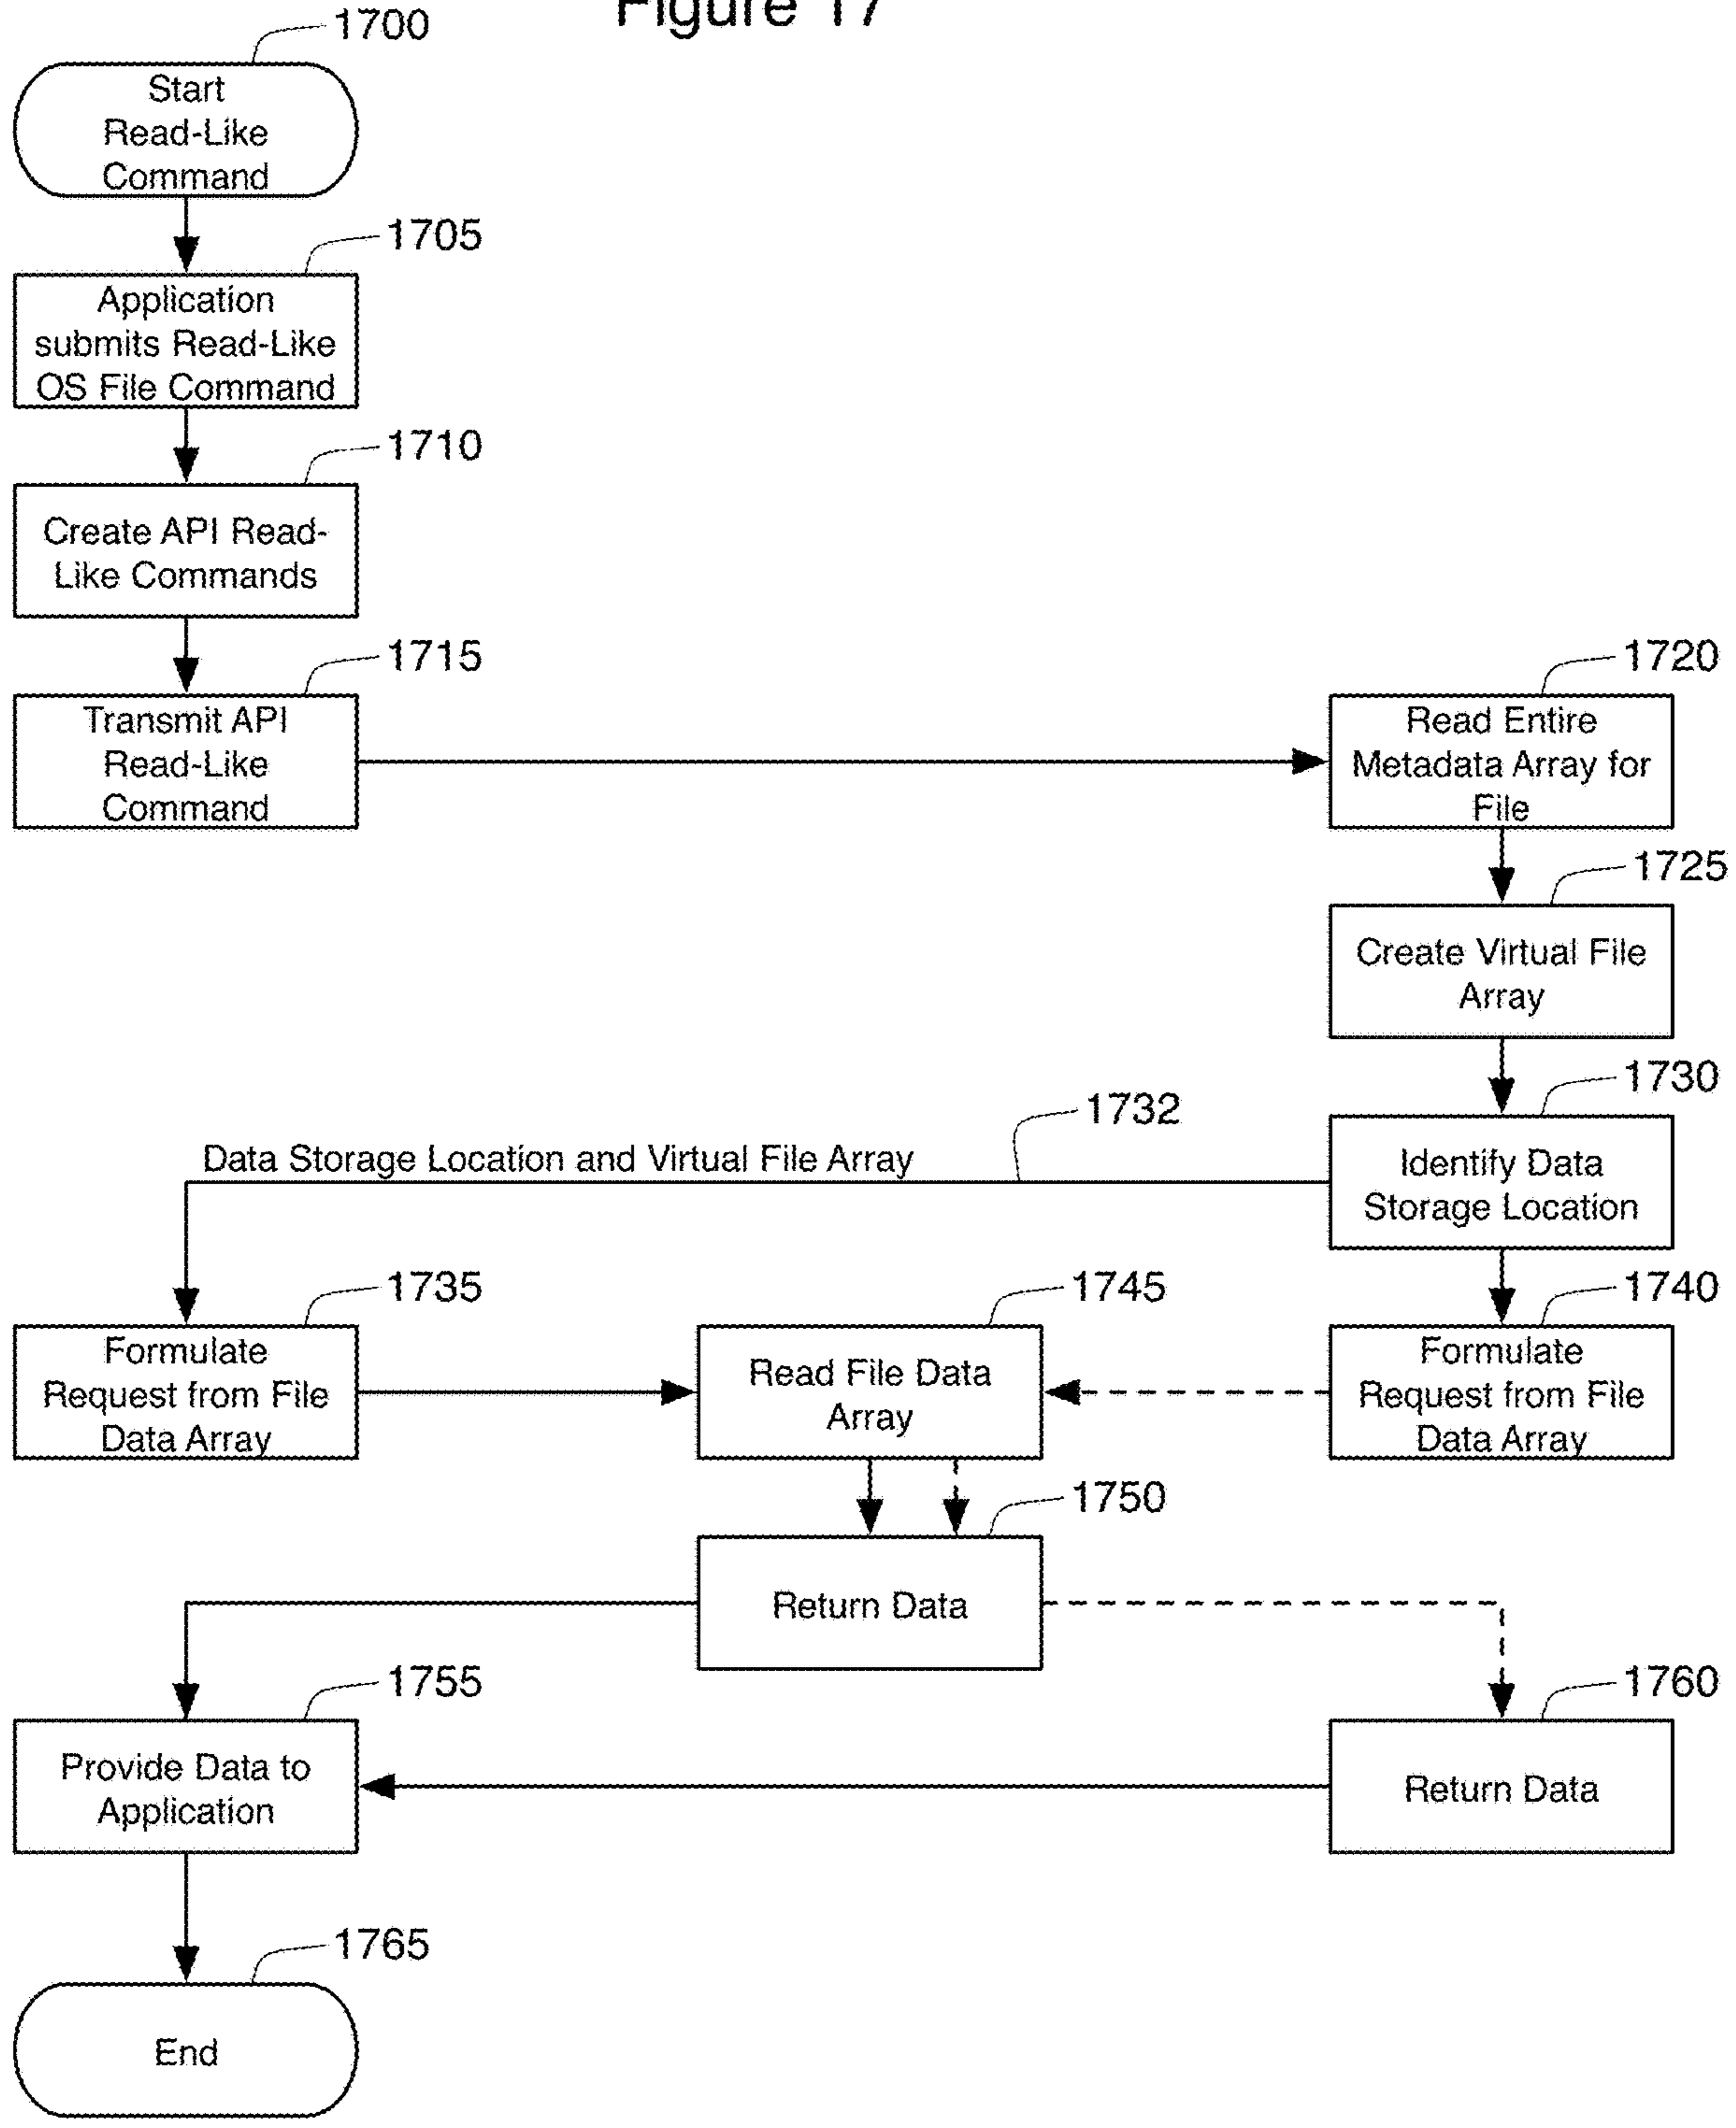 Figure 17
1700
Start
Read-Like
Command
1705
Application
submits Read-Like
OS File Command
1710
Create API Read-
Like Commands
1715
Transmit API
Read-Like
Command
1720
Read Entire
Metadata Array for
File
1725
Create Virtual File
Array
1730
Identify Data
Storage Location
1732
Data Storage Location and Virtual File Array
1735
Formulate
Request from File
Data Array
1745
Read File Data
Array
1740
Formulate
Request from File
Data Array
1750
Return Data
1755
Provide Data to
Application
1760
Return Data
1765
End